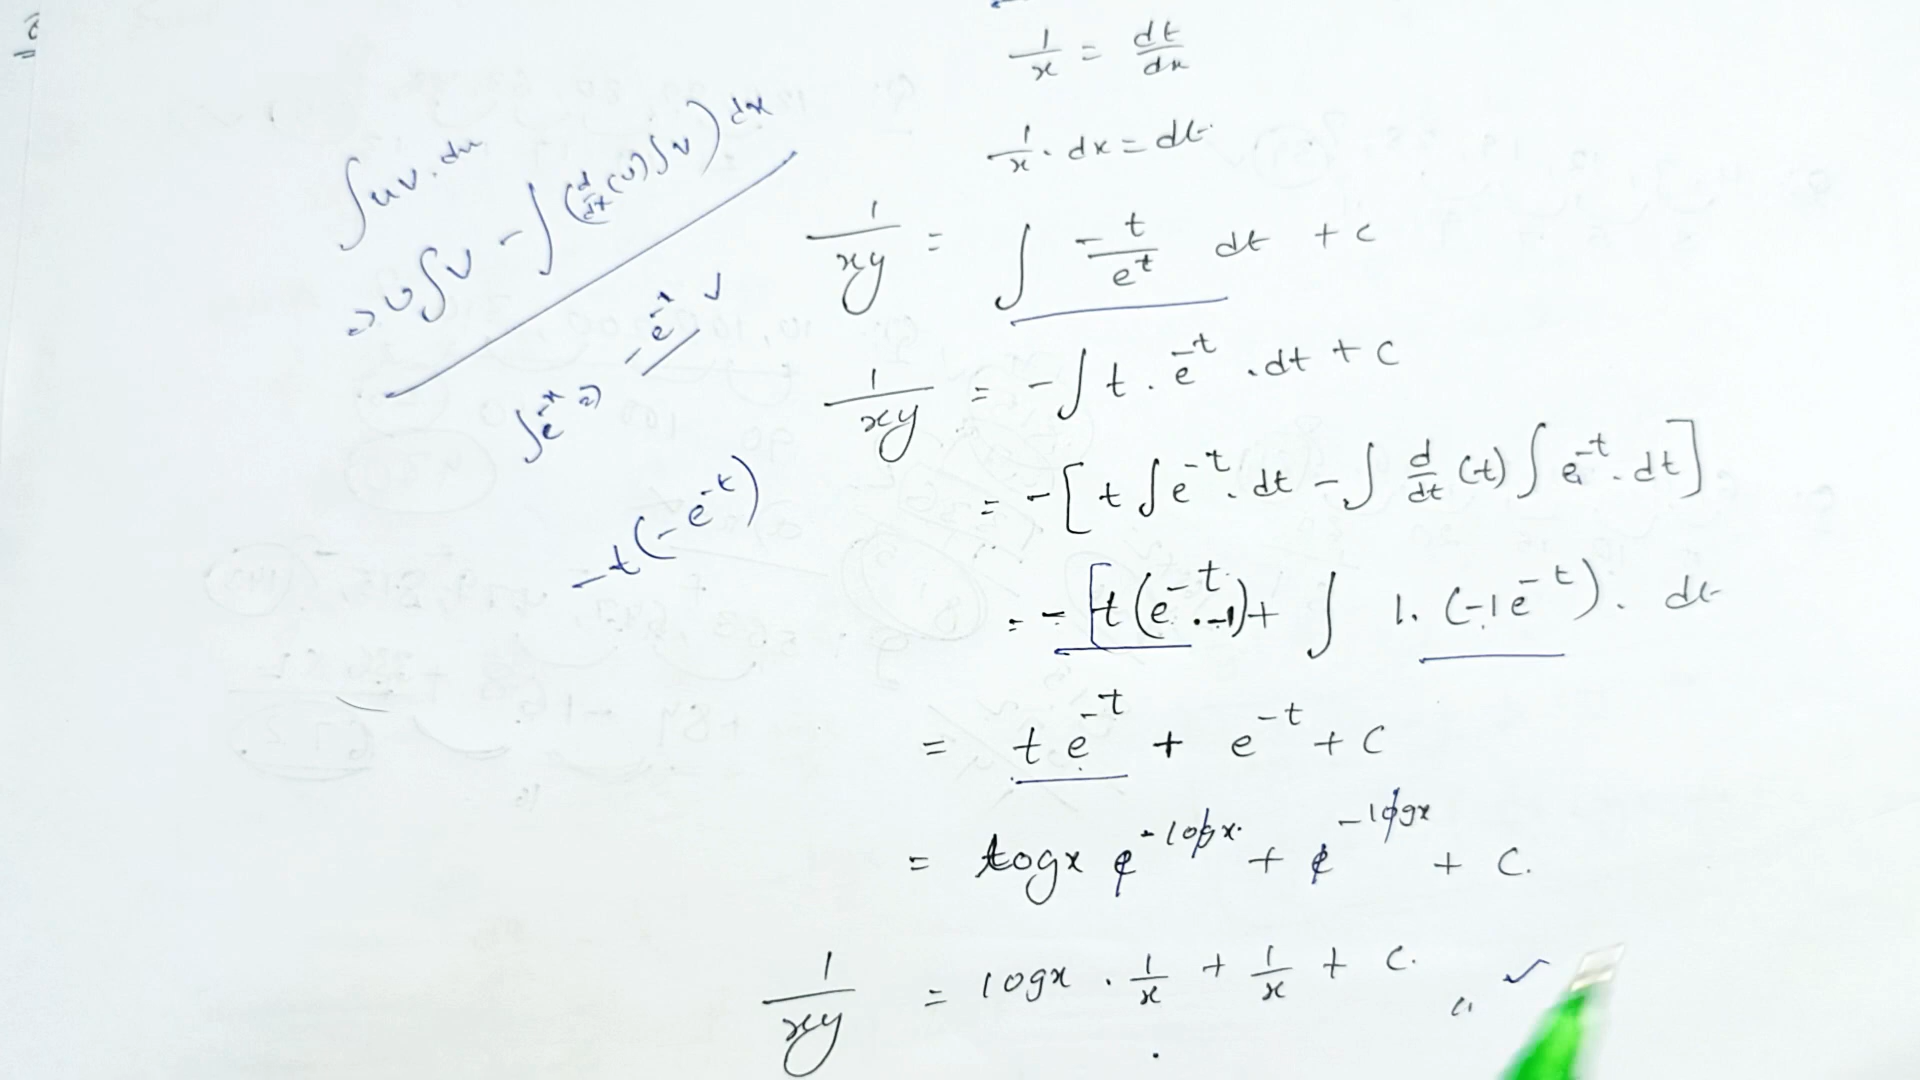 1/x = dt/dx
1/x · dx = dt
∫uv·dx
⇒ u∫v - ∫(d/dx(u)∫v)dx
1/xy = ∫ -t/e^t dt + c
∫e^-x ⇒ -e^-x ✓
1/xy = -∫t · e^-t · dt + c
= -[t∫e^-t · dt - ∫ d/dt (t) ∫e^-t · dt]
-t(-e^-t)
= -[t(e^-t · -1) + ∫ 1·(-1e^-t) · dt
= t e^-t + e^-t + c
= logx e^-logx + e^-logx + c.
1/xy = logx · 1/x + 1/x + c. ✓